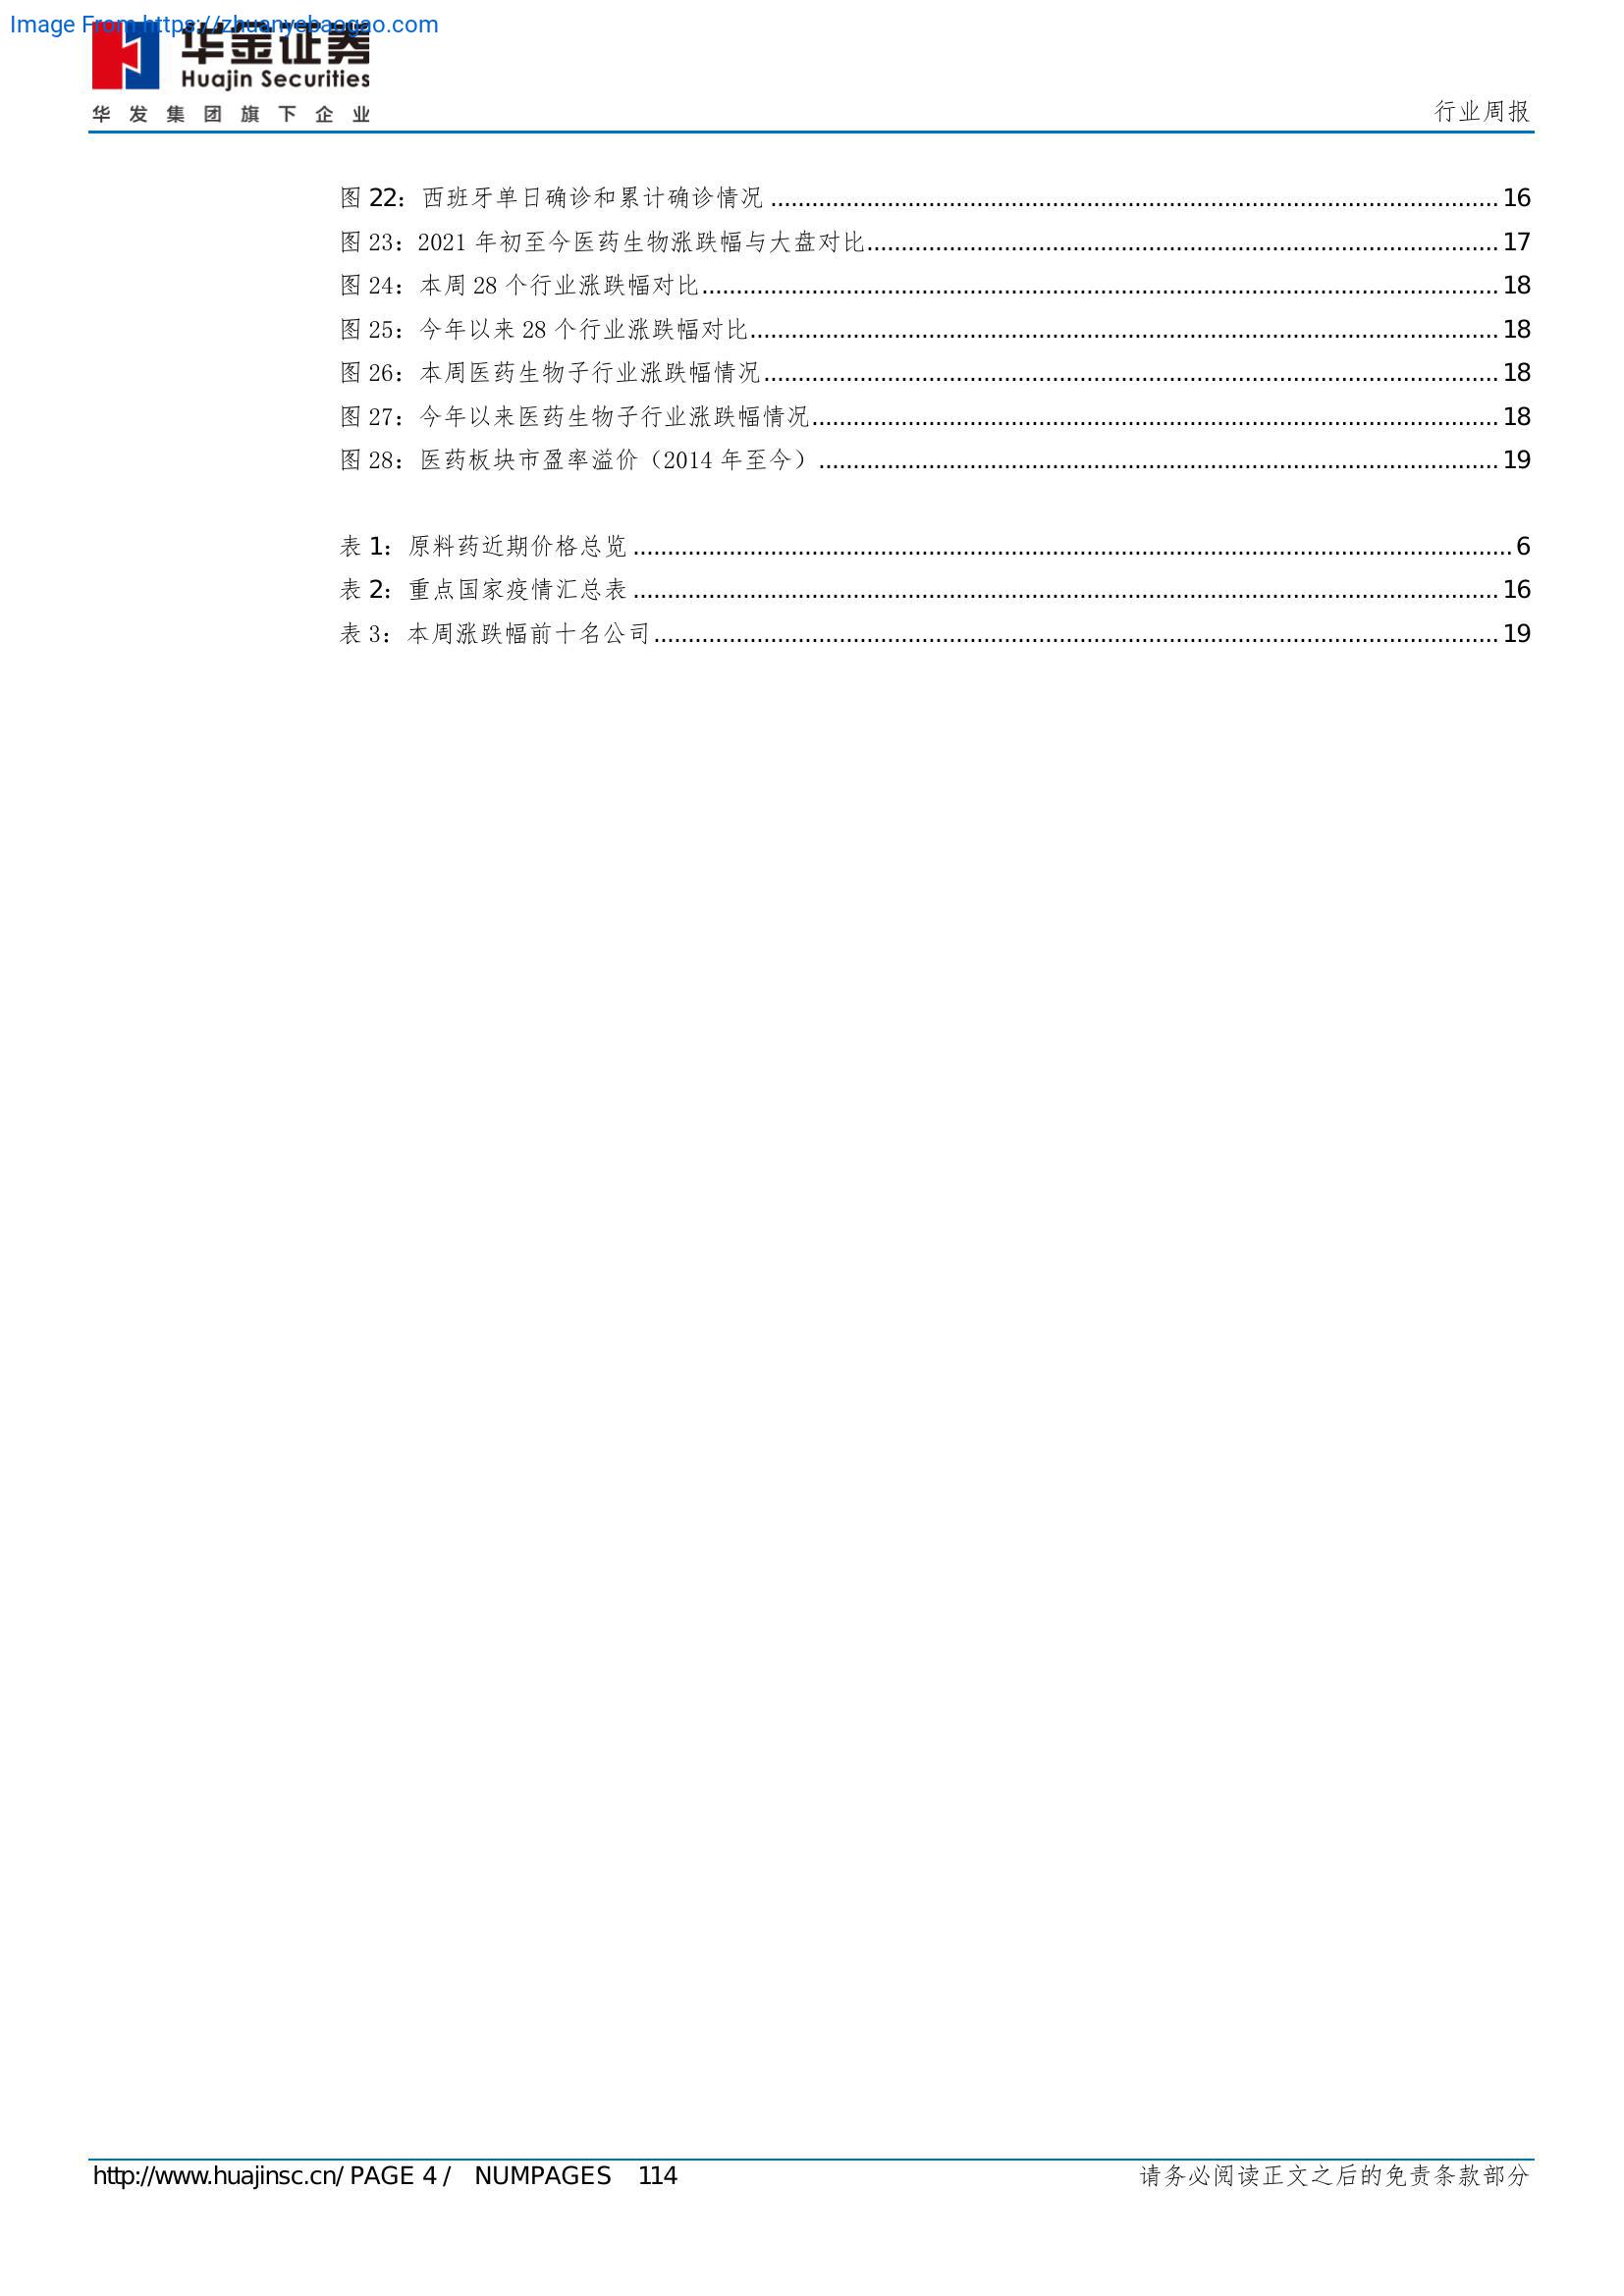 Image From https://zhuanyebaogao.com
华金证券
Huajin Securities
华发集团旗下企业
行业周报
图 22：西班牙单日确诊和累计确诊情况 ........ 16
图 23：2021 年初至今医药生物涨跌幅与大盘对比........ 17
图 24：本周 28 个行业涨跌幅对比........ 18
图 25：今年以来 28 个行业涨跌幅对比........ 18
图 26：本周医药生物子行业涨跌幅情况........ 18
图 27：今年以来医药生物子行业涨跌幅情况........ 18
图 28：医药板块市盈率溢价（2014 年至今）........ 19
表 1：原料药近期价格总览 ........ 6
表 2：重点国家疫情汇总表 ........ 16
表 3：本周涨跌幅前十名公司........ 19
http://www.huajinsc.cn/ PAGE 4 / NUMPAGES 114
请务必阅读正文之后的免责条款部分